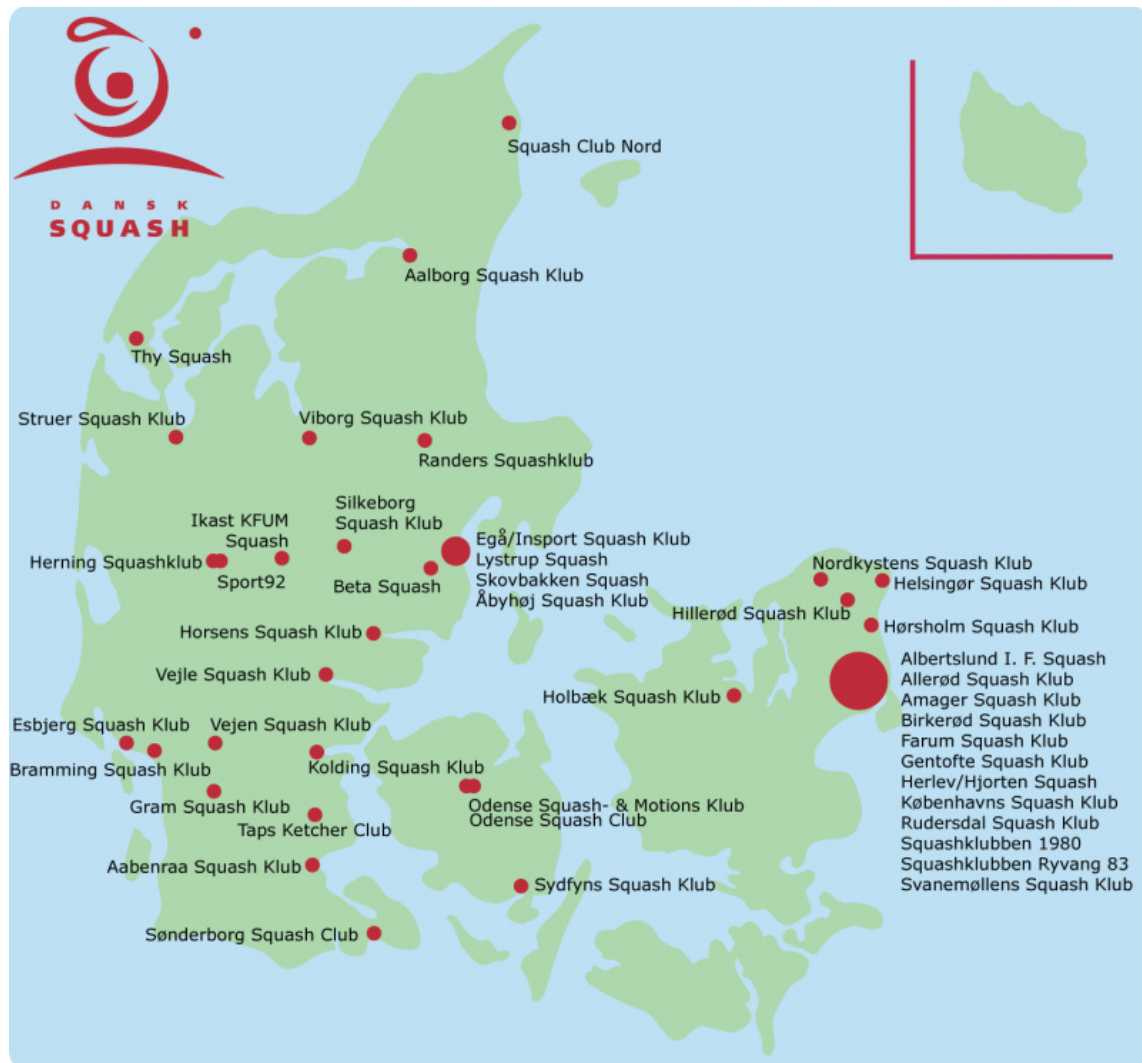 DANSK
SQUASH
Squash Club Nord
Aalborg Squash Klub
Thy Squash
Struer Squash Klub
Viborg Squash Klub
Randers Squashklub
Silkeborg
Squash Klub
Ikast KFUM
Squash
Herning Squashklub
Sport92
Beta Squash
Egå/Insport Squash Klub
Lystrup Squash
Skovbakken Squash
Åbyhøj Squash Klub
Nordkystens Squash Klub
Helsingør Squash Klub
Hillerød Squash Klub
Hørsholm Squash Klub
Horsens Squash Klub
Vejle Squash Klub
Holbæk Squash Klub
Albertslund I. F. Squash
Allerød Squash Klub
Amager Squash Klub
Birkerød Squash Klub
Farum Squash Klub
Gentofte Squash Klub
Herlev/Hjorten Squash
Københavns Squash Klub
Rudersdal Squash Klub
Squashklubben 1980
Squashklubben Ryvang 83
Svanemøllens Squash Klub
Esbjerg Squash Klub
Vejen Squash Klub
Bramming Squash Klub
Kolding Squash Klub
Gram Squash Klub
Odense Squash- & Motions Klub
Odense Squash Club
Taps Ketcher Club
Aabenraa Squash Klub
Sydfyns Squash Klub
Sønderborg Squash Club